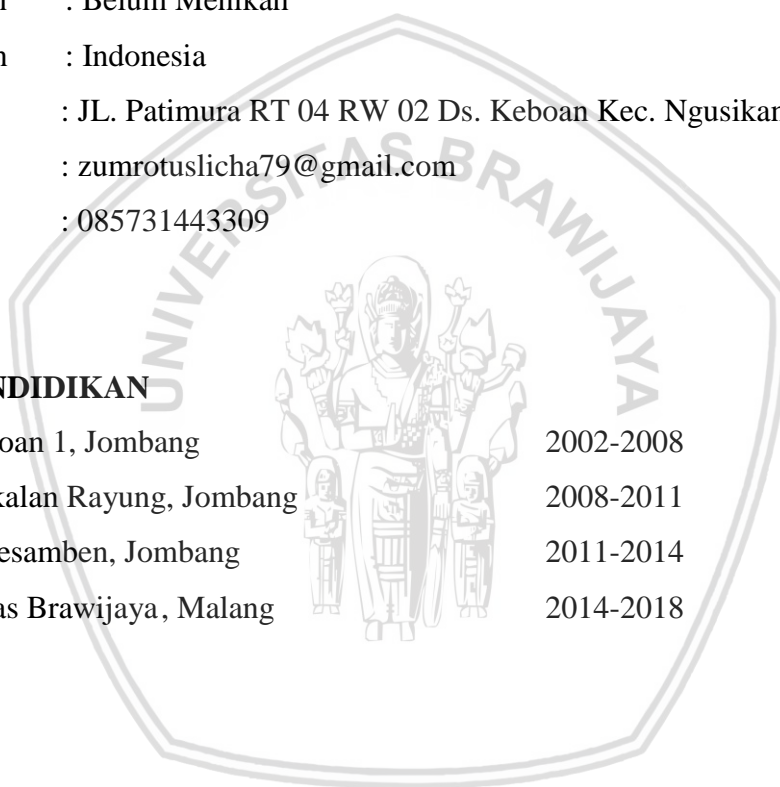 : Belum Menikah
: Indonesia
: JL. Patimura RT 04 RW 02 Ds. Keboan Kec. Ngusikan
: zumrotuslicha79@gmail.com
: 085731443309
UNIVERSITAS BRAWIJAYA
NDIDIKAN
oan 1, Jombang 2002-2008
kalan Rayung, Jombang 2008-2011
esamben, Jombang 2011-2014
as Brawijaya, Malang 2014-2018